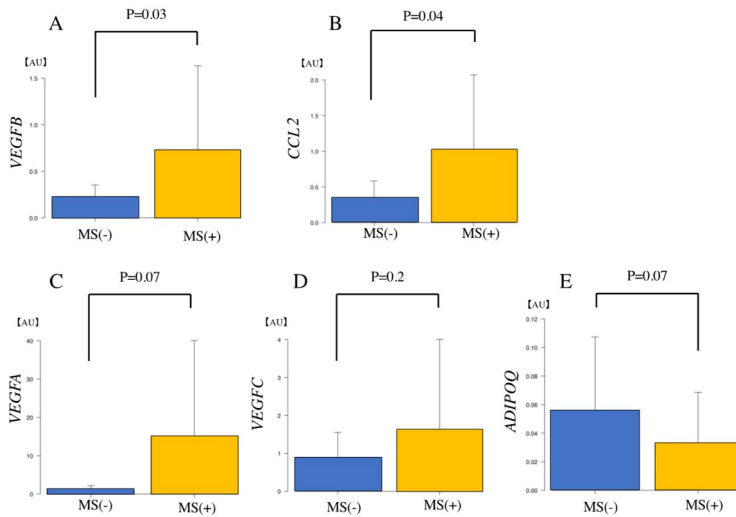 A
P=0.03
【AU】
1.5
1.0
0.5
0.0
VEGFB
MS(-)
MS(+)
B
P=0.04
【AU】
2.0
1.5
1.0
0.5
0.0
CCL2
MS(-)
MS(+)
C
P=0.07
【AU】
40
30
20
10
0
VEGFA
MS(-)
MS(+)
D
P=0.2
【AU】
4
3
2
1
0
VEGFC
MS(-)
MS(+)
E
P=0.07
【AU】
0.12
0.10
0.08
0.06
0.04
0.02
0.00
ADIPOQ
MS(-)
MS(+)